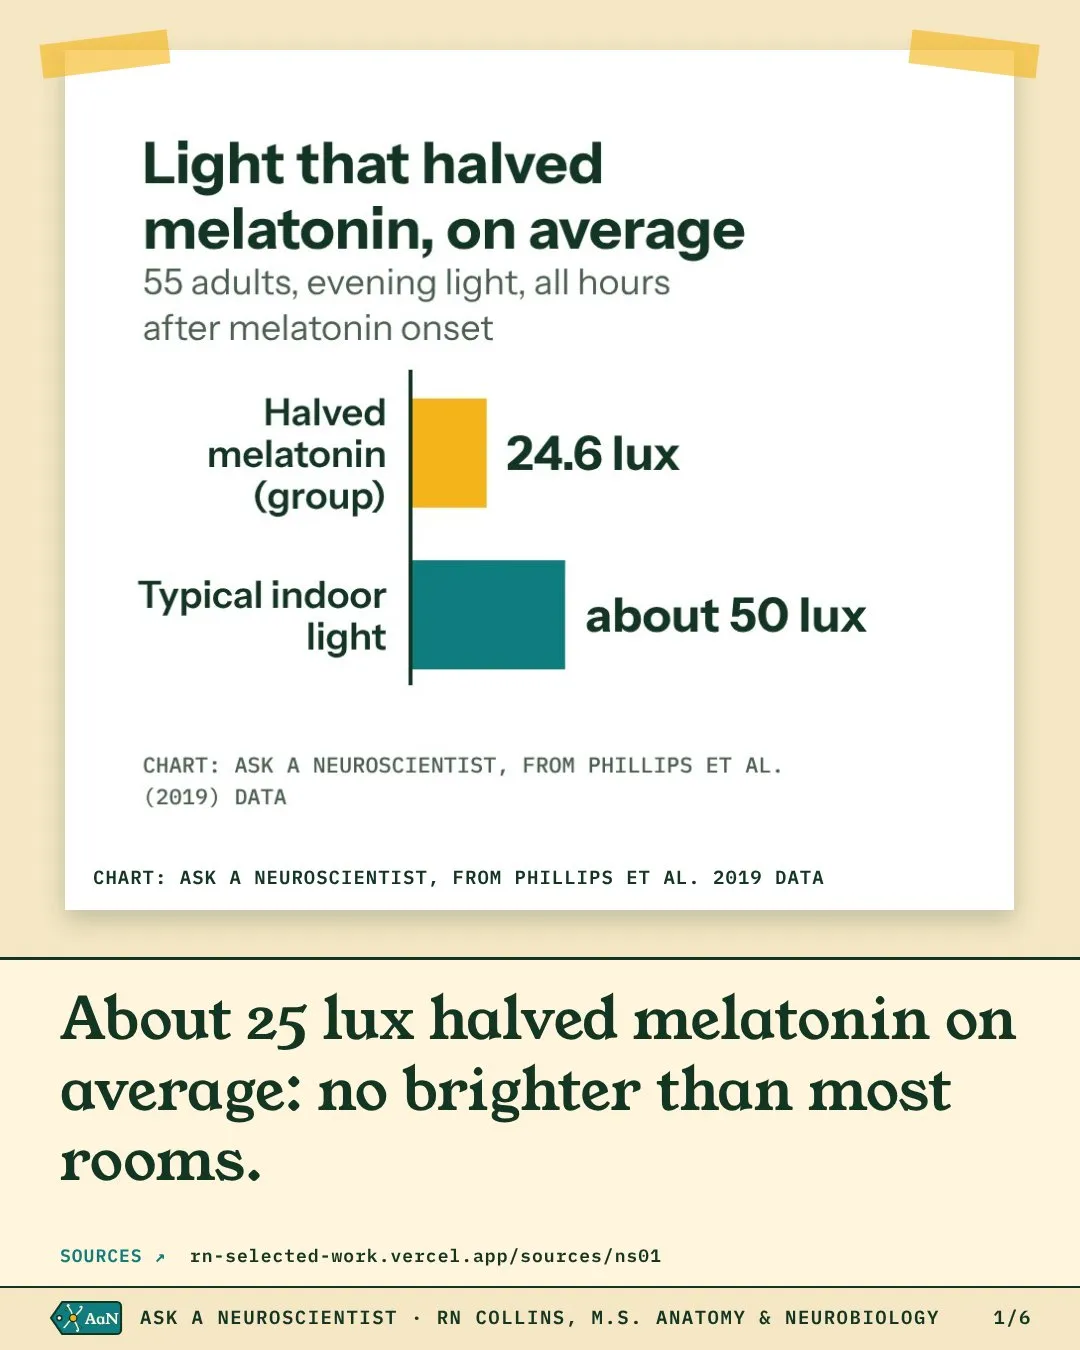 Light that halved
melatonin, on average
55 adults, evening light, all hours
after melatonin onset
Halved
melatonin
(group)
24.6 lux
Typical indoor
light
about 50 lux
CHART: ASK A NEUROSCIENTIST, FROM PHILLIPS ET AL.
(2019) DATA
CHART: ASK A NEUROSCIENTIST, FROM PHILLIPS ET AL. 2019 DATA
About 25 lux halved melatonin on
average: no brighter than most
rooms.
SOURCES ↗ rn-selected-work.vercel.app/sources/ns01
AaN ASK A NEUROSCIENTIST · RN COLLINS, M.S. ANATOMY & NEUROBIOLOGY 1/6